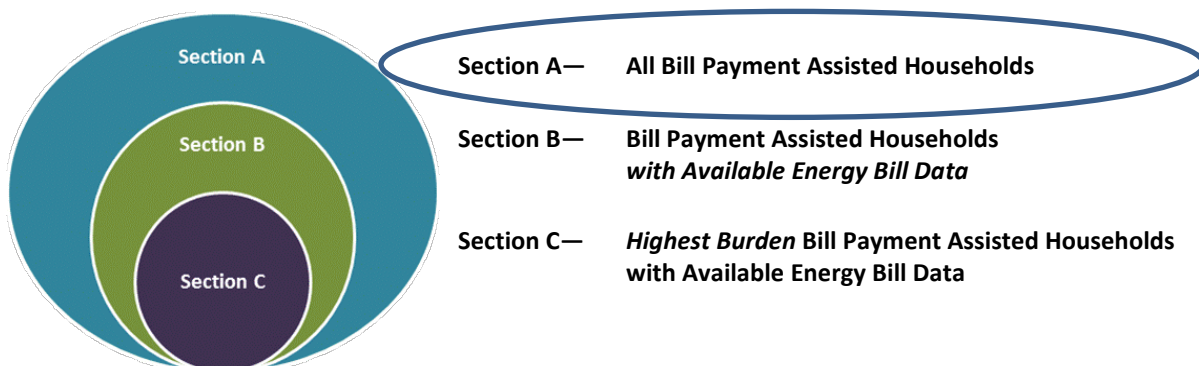 Section A
Section B
Section C
Section A— All Bill Payment Assisted Households
Section B— Bill Payment Assisted Households
with Available Energy Bill Data
Section C— Highest Burden Bill Payment Assisted Households
with Available Energy Bill Data